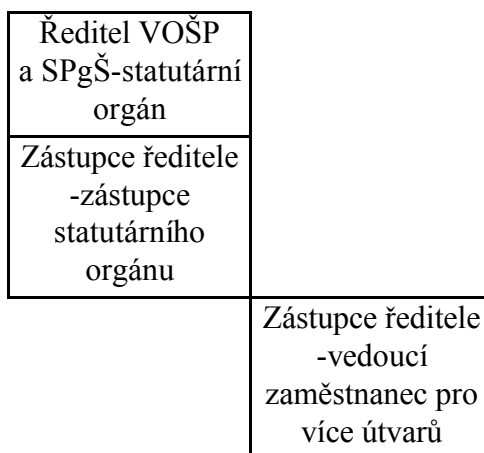 Ředitel VOŠP
a SPgŠ-statutární
orgán
Zástupce ředitele
-zástupce
statutárního
orgánu
Zástupce ředitele
-vedoucí
zaměstnanec pro
více útvarů